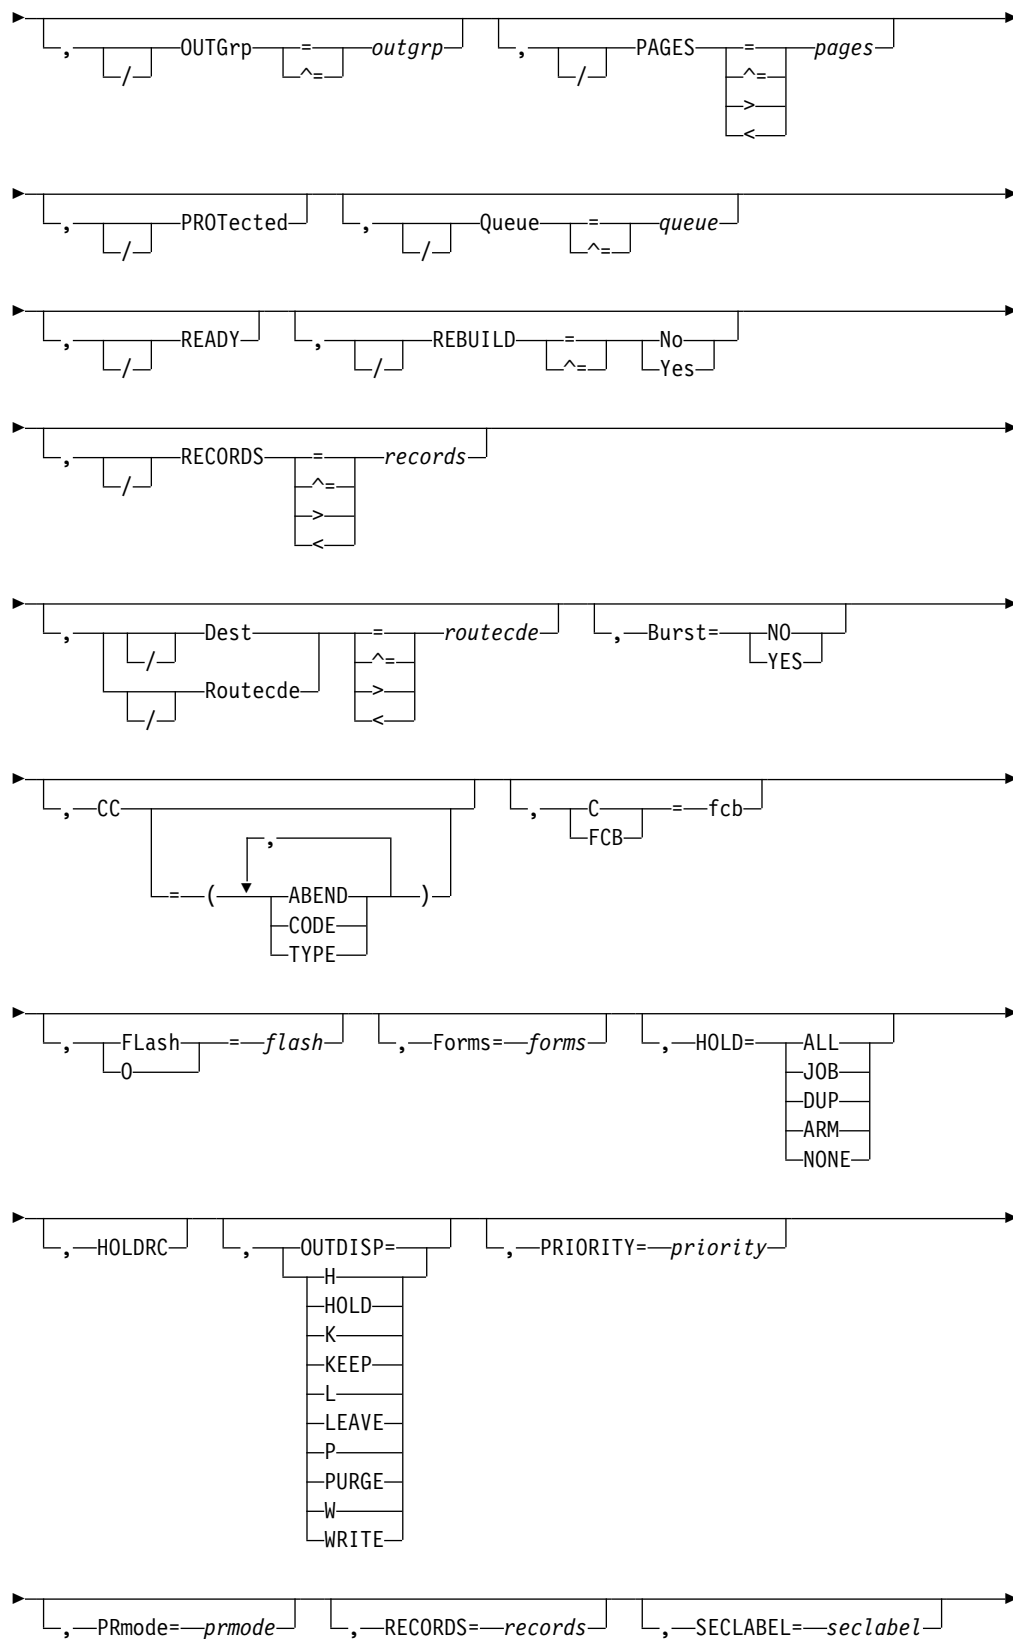 , / OUTGrp = outgrp , / PAGES = pages
^= ^=
>
<
, / PROTected , / Queue = queue
^=
, / READY , / REBUILD = No
^= Yes
, / RECORDS = records
^=
>
<
, / Dest = routecde , Burst= NO
^= YES
/ Routecde >
<
, CC , C = fcb
FCB
,
= ( ABEND )
CODE
TYPE
, FLash = flash , Forms= forms , HOLD= ALL
O JOB
DUP
ARM
NONE
, HOLDRC , OUTDISP= , PRIORITY= priority
H
HOLD
K
KEEP
L
LEAVE
P
PURGE
W
WRITE
, PRmode= prmode , RECORDS= records , SECLABEL= seclabel